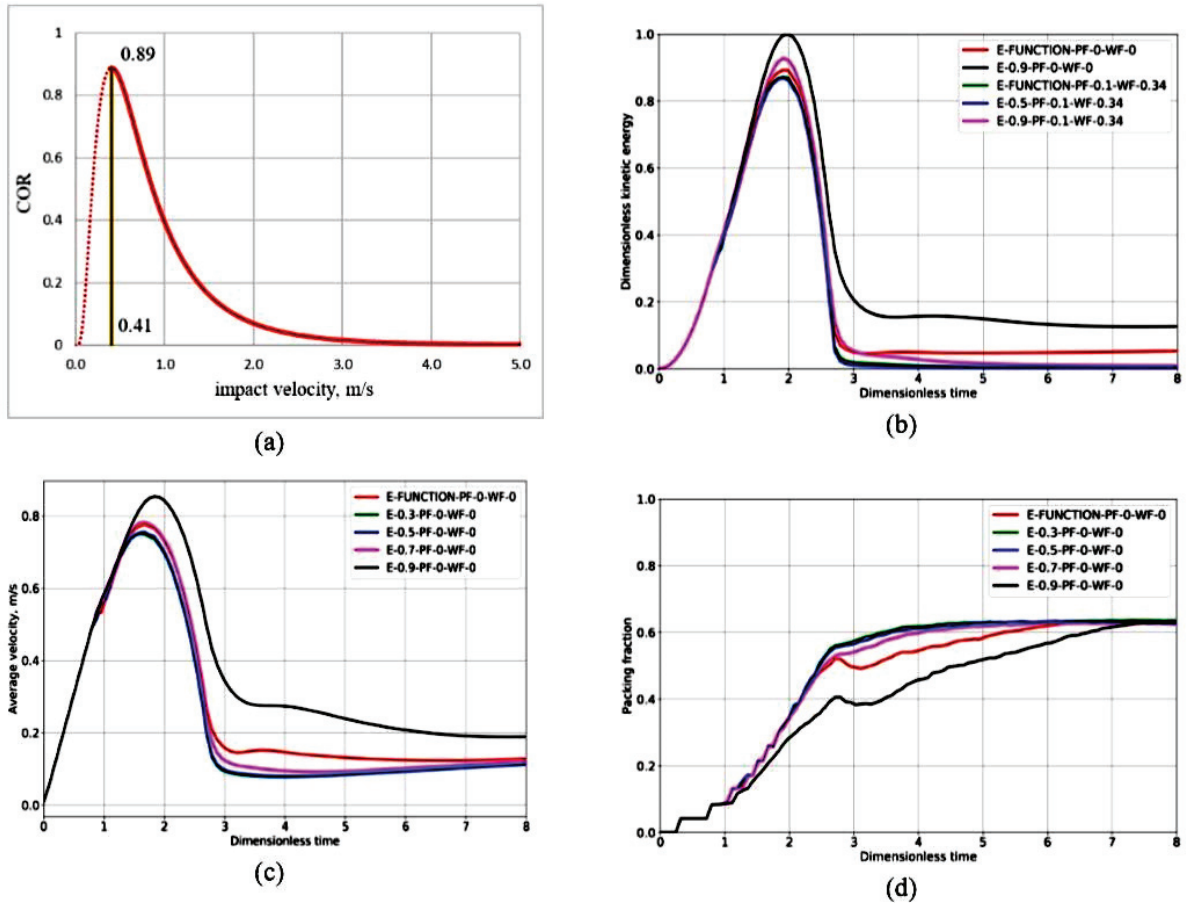 1
0.8
0.6
0.4
0.2
0
0.89
0.41
COR
0.0
1.0
2.0
3.0
4.0
5.0
impact velocity, m/s
(a)
1.0
0.8
0.6
0.4
0.2
0.0
Dimensionless kinetic energy
E-FUNCTION-PF-0-WF-0
E-0.9-PF-0-WF-0
E-FUNCTION-PF-0.1-WF-0.34
E-0.5-PF-0.1-WF-0.34
E-0.9-PF-0.1-WF-0.34
0
1
2
3
4
5
6
7
8
Dimensionless time
(b)
0.8
0.6
0.4
0.2
0.0
Average velocity, m/s
E-FUNCTION-PF-0-WF-0
E-0.3-PF-0-WF-0
E-0.5-PF-0-WF-0
E-0.7-PF-0-WF-0
E-0.9-PF-0-WF-0
0
1
2
3
4
5
6
7
8
Dimensionless time
(c)
1.0
0.8
0.6
0.4
0.2
0.0
Packing fraction
E-FUNCTION-PF-0-WF-0
E-0.3-PF-0-WF-0
E-0.5-PF-0-WF-0
E-0.7-PF-0-WF-0
E-0.9-PF-0-WF-0
0
1
2
3
4
5
6
7
8
Dimensionless time
(d)